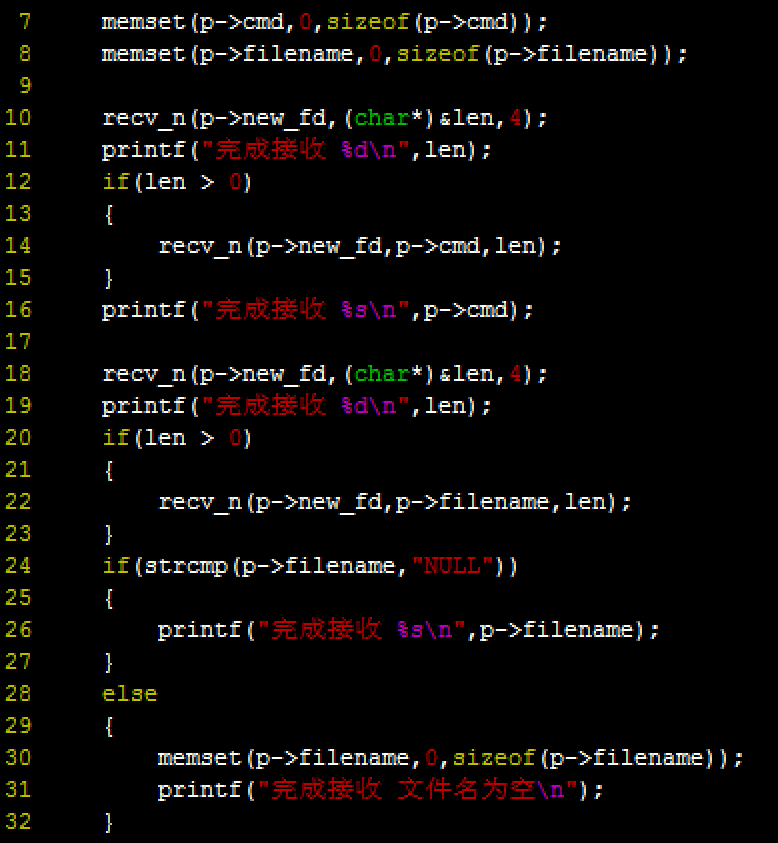 7 memset(p->cmd,0,sizeof(p->cmd));
8 memset(p->filename,0,sizeof(p->filename));
9
10 recv_n(p->new_fd,(char*)&len,4);
11 printf("完成接收 %d\n",len);
12 if(len > 0)
13 {
14 recv_n(p->new_fd,p->cmd,len);
15 }
16 printf("完成接收 %s\n",p->cmd);
17
18 recv_n(p->new_fd,(char*)&len,4);
19 printf("完成接收 %d\n",len);
20 if(len > 0)
21 {
22 recv_n(p->new_fd,p->filename,len);
23 }
24 if(strcmp(p->filename,"NULL"))
25 {
26 printf("完成接收 %s\n",p->filename);
27 }
28 else
29 {
30 memset(p->filename,0,sizeof(p->filename));
31 printf("完成接收 文件名为空\n");
32 }